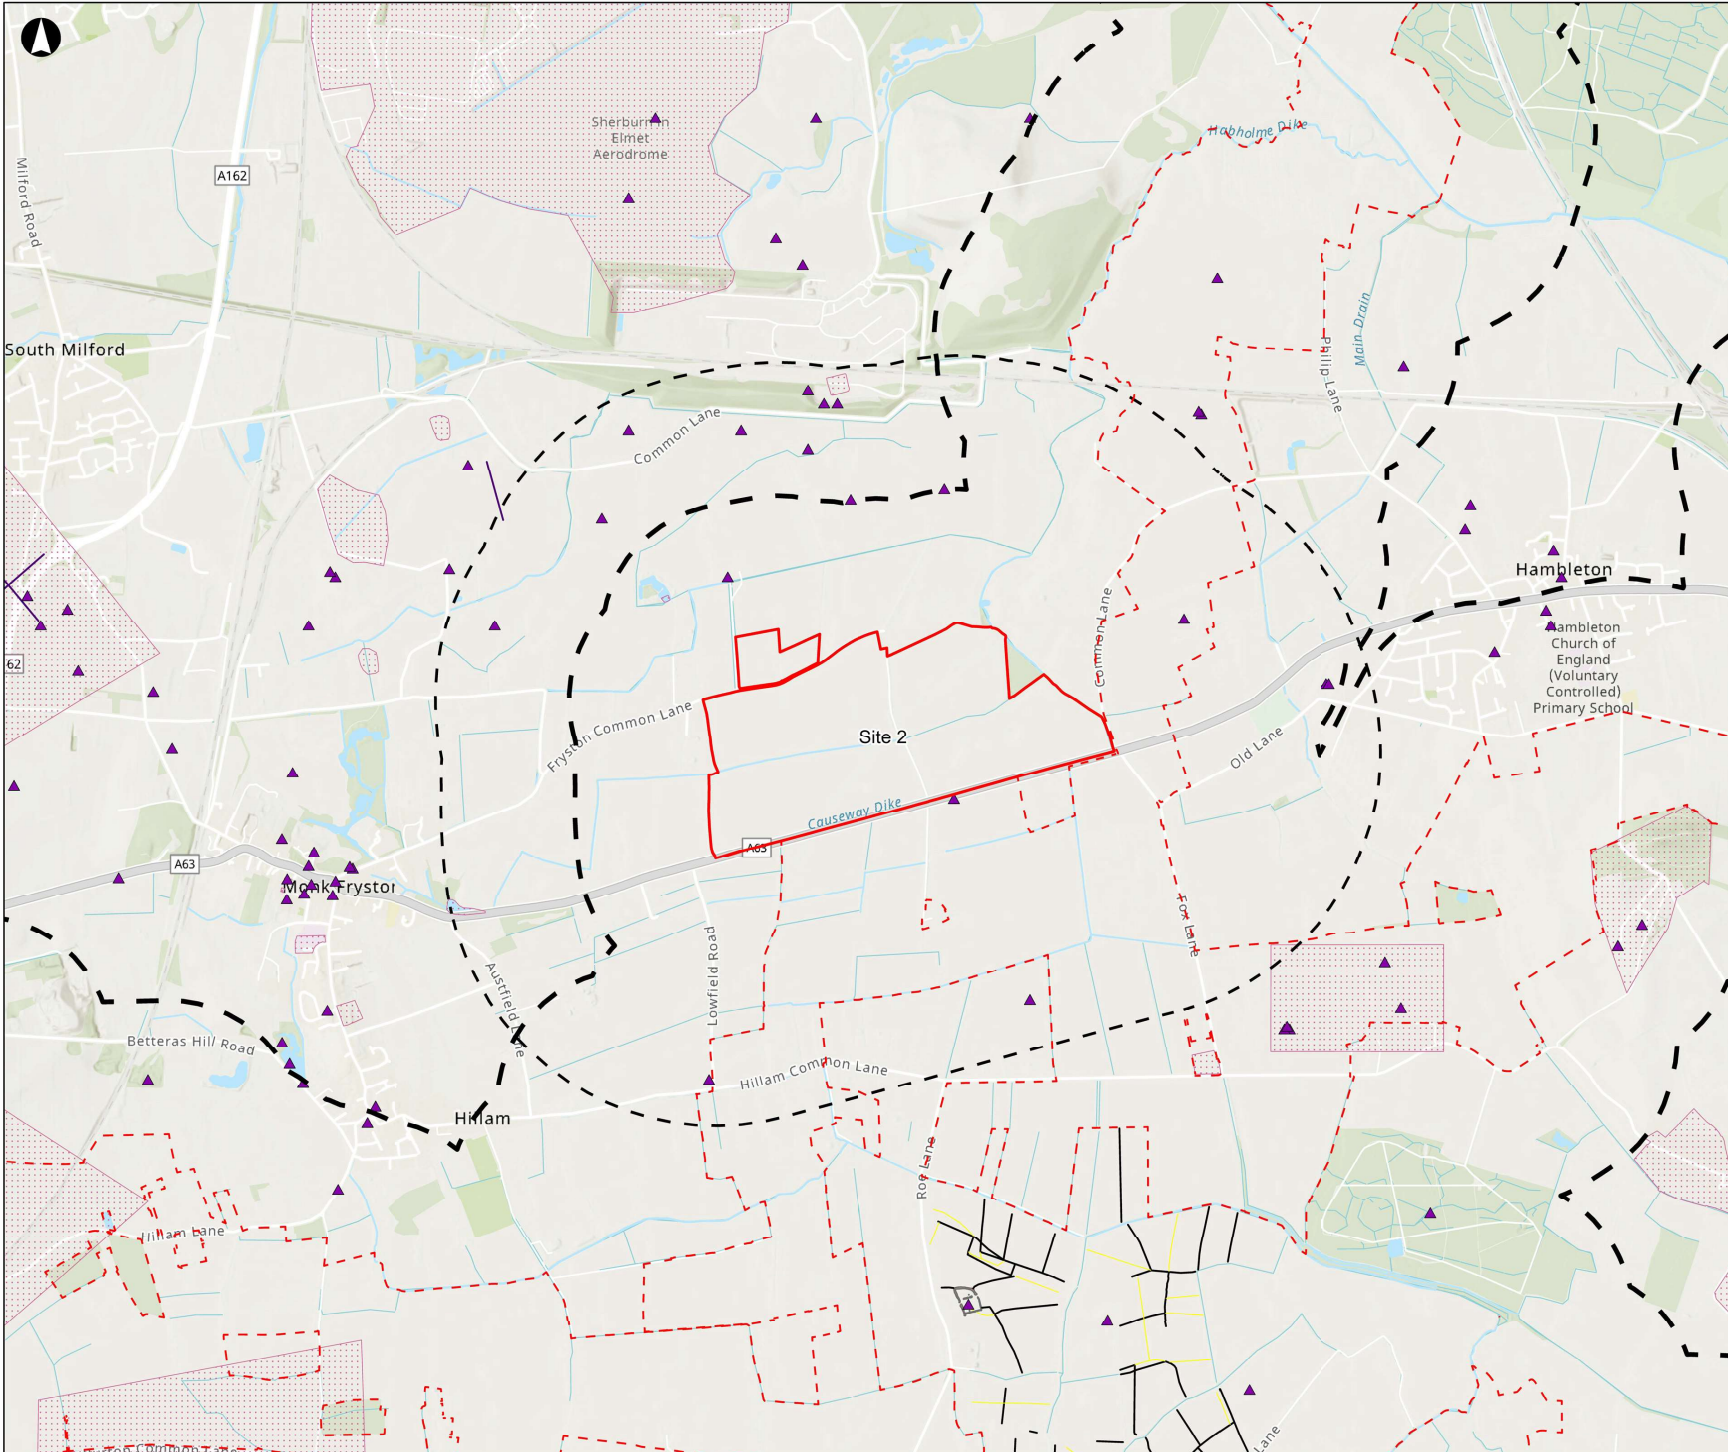 Sherburn in
Elmet
Aerodrome
Habholme Dike
A162
Milford Road
Main Drain
South Milford
Phillip Lane
Common Lane
Hambleton
Hambleton
Church of
England
(Voluntary
Controlled)
Primary School
Common Lane
62
Fryston Common Lane
Site 2
Old Lane
Causeway Dike
A63
A63
Monk Fryston
Fox Lane
Austfield Lane
Lowfield Road
Betteras Hill Road
Hillam Common Lane
Hillam
Roe Lane
Hillam Lane
Common Lane
Lane